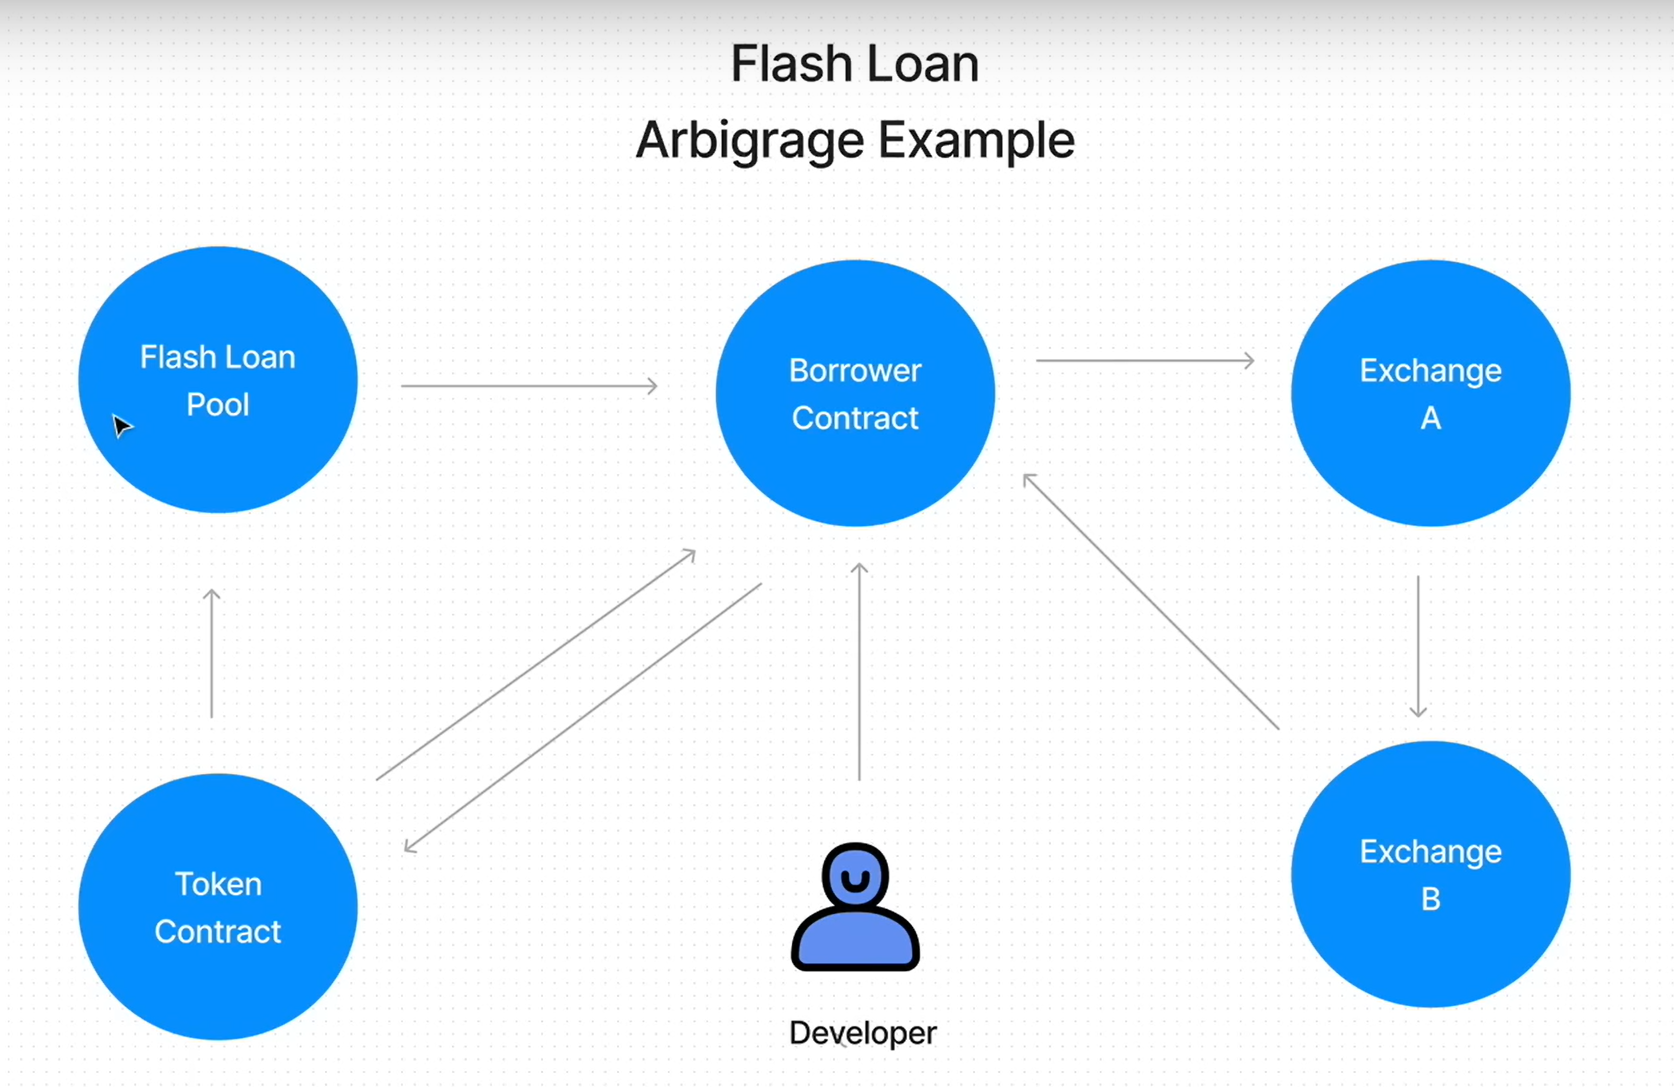 Flash Loan
Arbigrage Example
Flash Loan
Pool
Borrower
Contract
Exchange
A
Token
Contract
Developer
Exchange
B